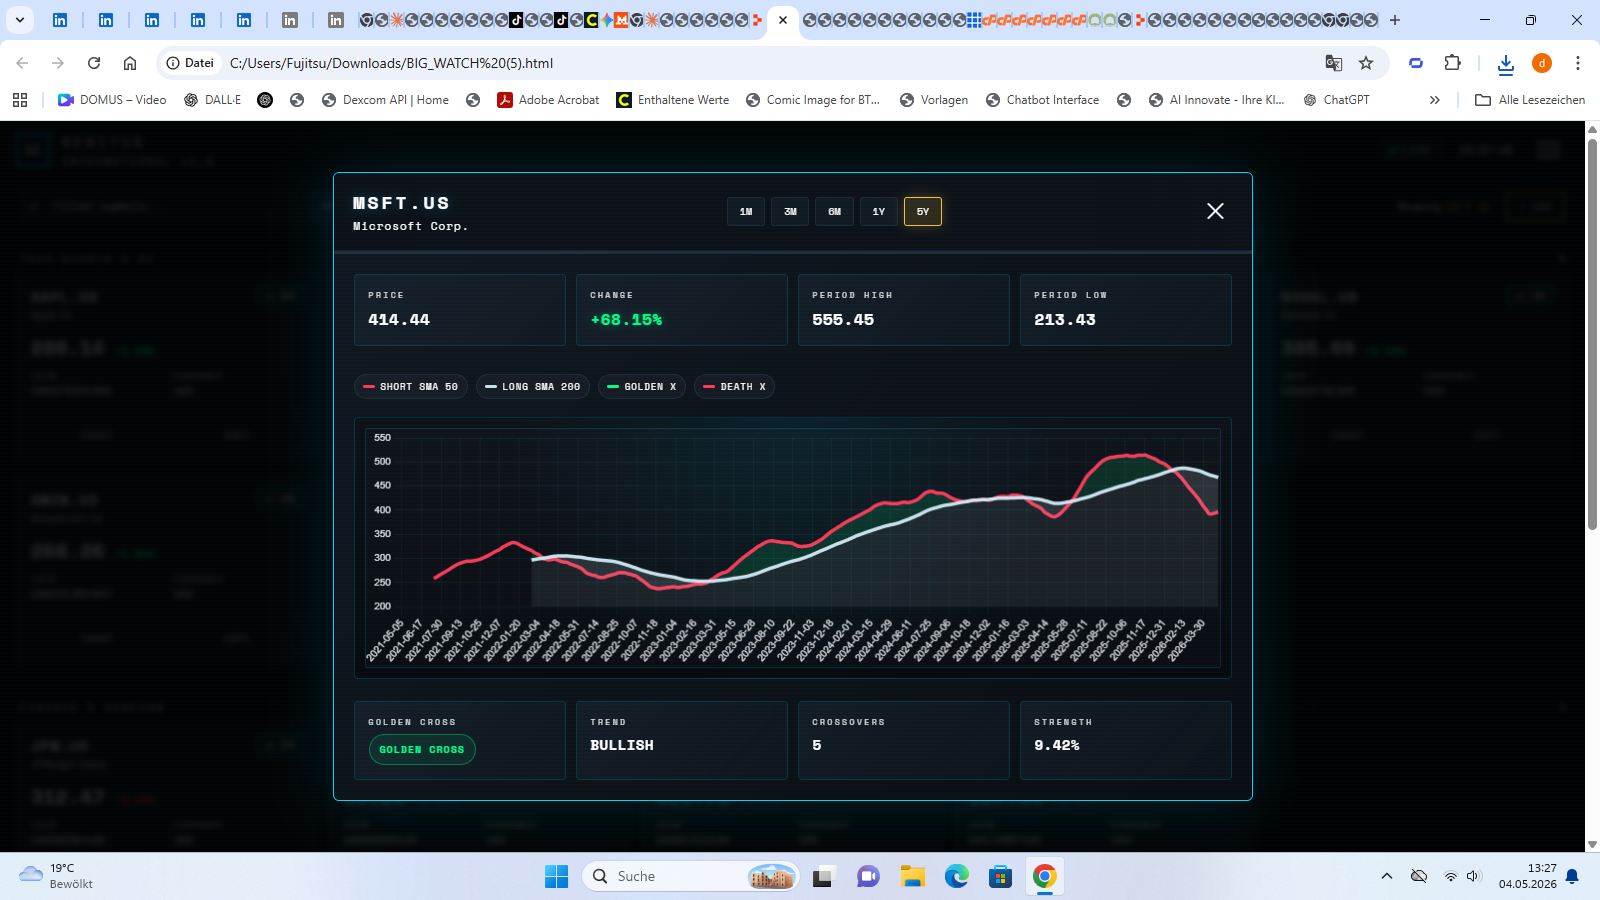 Datei
C:/Users/Fujitsu/Downloads/BIG_WATCH%20(5).html
DOMUS – Video
DALL·E
Dexcom API | Home
Adobe Acrobat
Enthaltene Werte
Comic Image for BT...
Vorlagen
Chatbot Interface
AI Innovate - Ihre KI...
ChatGPT
Alle Lesezeichen
MSFT.US
Microsoft Corp.
1M
3M
6M
1Y
5Y
PRICE
414.44
CHANGE
+68.15%
PERIOD HIGH
555.45
PERIOD LOW
213.43
SHORT SMA 50
LONG SMA 200
GOLDEN X
DEATH X
550
500
450
400
350
300
250
200
2021-05-05
2021-06-17
2021-07-30
2021-09-13
2021-10-25
2021-12-07
2022-01-20
2022-03-04
2022-04-18
2022-05-31
2022-07-14
2022-08-25
2022-10-07
2022-11-18
2023-01-04
2023-02-16
2023-03-31
2023-05-15
2023-06-28
2023-08-10
2023-09-22
2023-11-03
2023-12-18
2024-02-01
2024-03-15
2024-04-29
2024-06-11
2024-07-25
2024-09-06
2024-10-18
2024-12-02
2025-01-16
2025-03-03
2025-04-14
2025-05-28
2025-07-11
2025-08-22
2025-10-06
2025-11-17
2025-12-31
2026-02-13
2026-03-30
GOLDEN CROSS
GOLDEN CROSS
TREND
BULLISH
CROSSOVERS
5
STRENGTH
9.42%
19°C
Bewölkt
Suche
13:27
04.05.2026